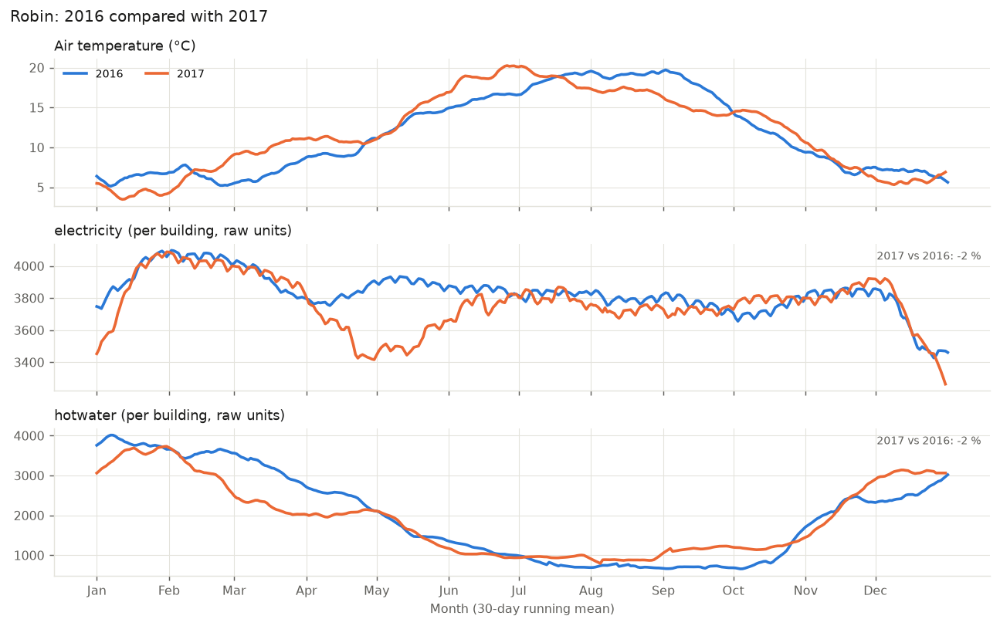 Robin: 2016 compared with 2017
Air temperature (°C)
2016 2017
20
15
10
5
electricity (per building, raw units)
2017 vs 2016: -2 %
4000
3800
3600
3400
hotwater (per building, raw units)
2017 vs 2016: -2 %
4000
3000
2000
1000
Jan Feb Mar Apr May Jun Jul Aug Sep Oct Nov Dec
Month (30-day running mean)